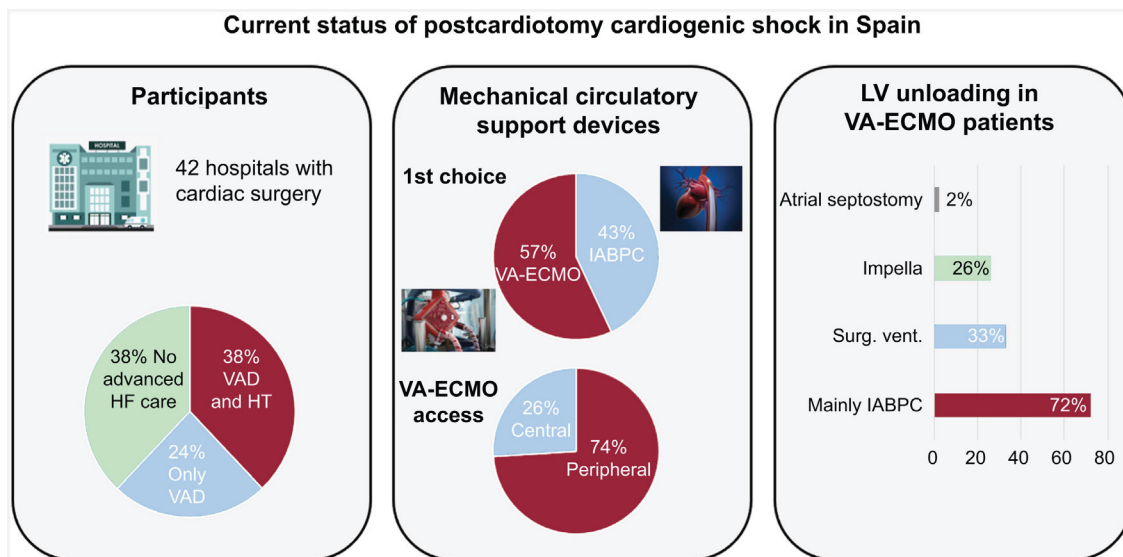 Current status of postcardiotomy cardiogenic shock in Spain
Participants
HOSPITAL
42 hospitals with
cardiac surgery
38% No
advanced
HF care
38%
VAD
and HT
24%
Only
VAD
Mechanical circulatory
support devices
1st choice
57%
VA-ECMO
43%
IABPC
VA-ECMO
access
26%
Central
74%
Peripheral
LV unloading in
VA-ECMO patients
Atrial septostomy
2%
Impella
26%
Surg. vent.
33%
Mainly IABPC
72%
0 20 40 60 80